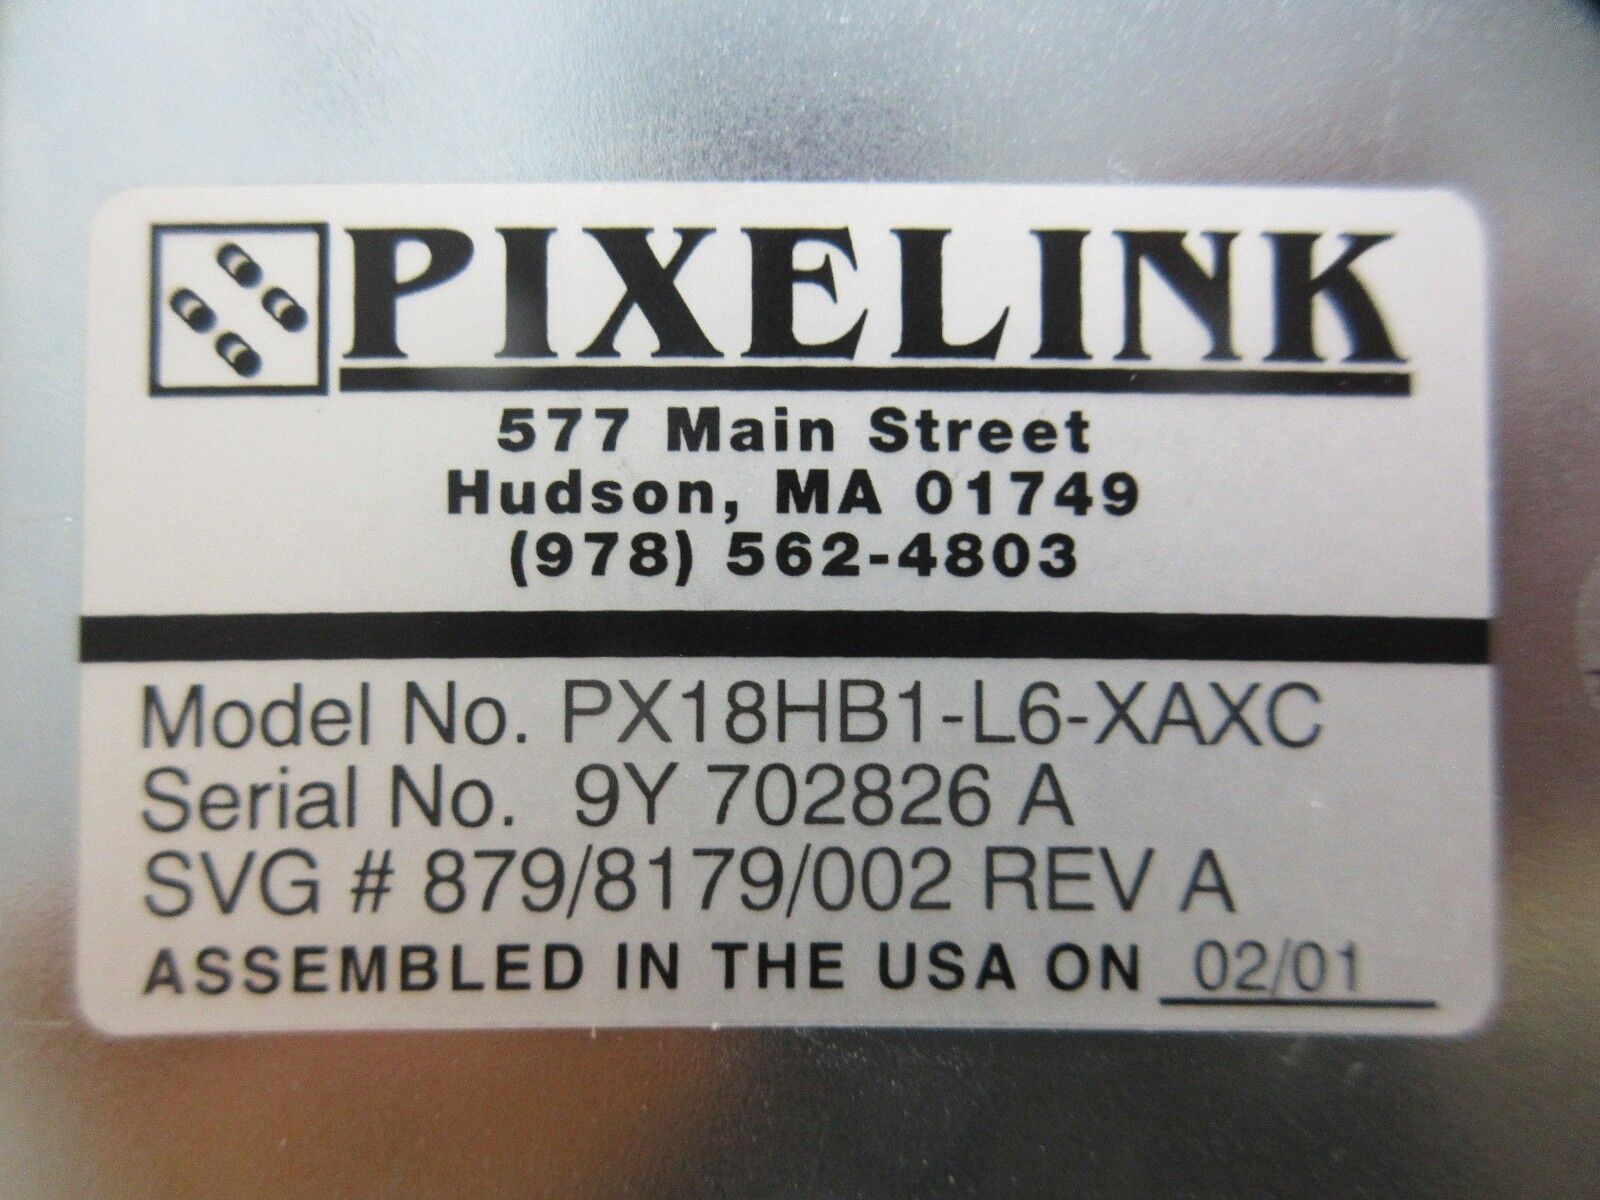 PIXELINK
577 Main Street
Hudson, MA 01749
(978) 562-4803
Model No. PX18HB1-L6-XAXC
Serial No. 9Y 702826 A
SVG # 879/8179/002 REV A
ASSEMBLED IN THE USA ON 02/01